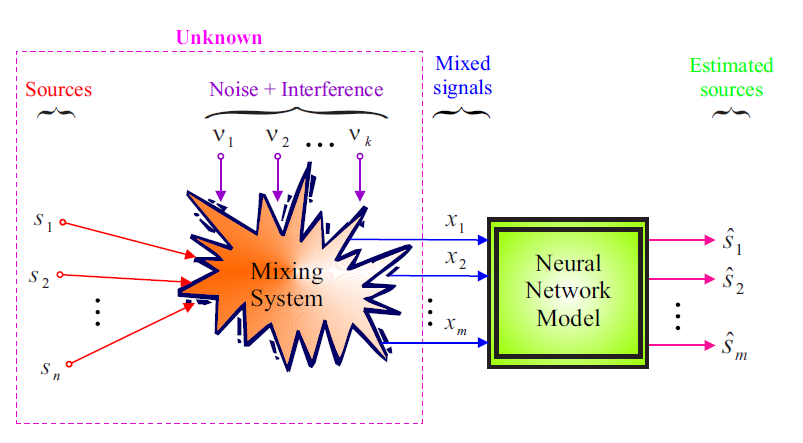 Unknown
Sources
Noise + Interference
Mixed
signals
Estimated
sources
ν1 ν2 ... νk
s1
s2
⋮
sn
Mixing
System
x1
x2
⋮
xm
Neural
Network
Model
ŝ1
ŝ2
⋮
ŝm